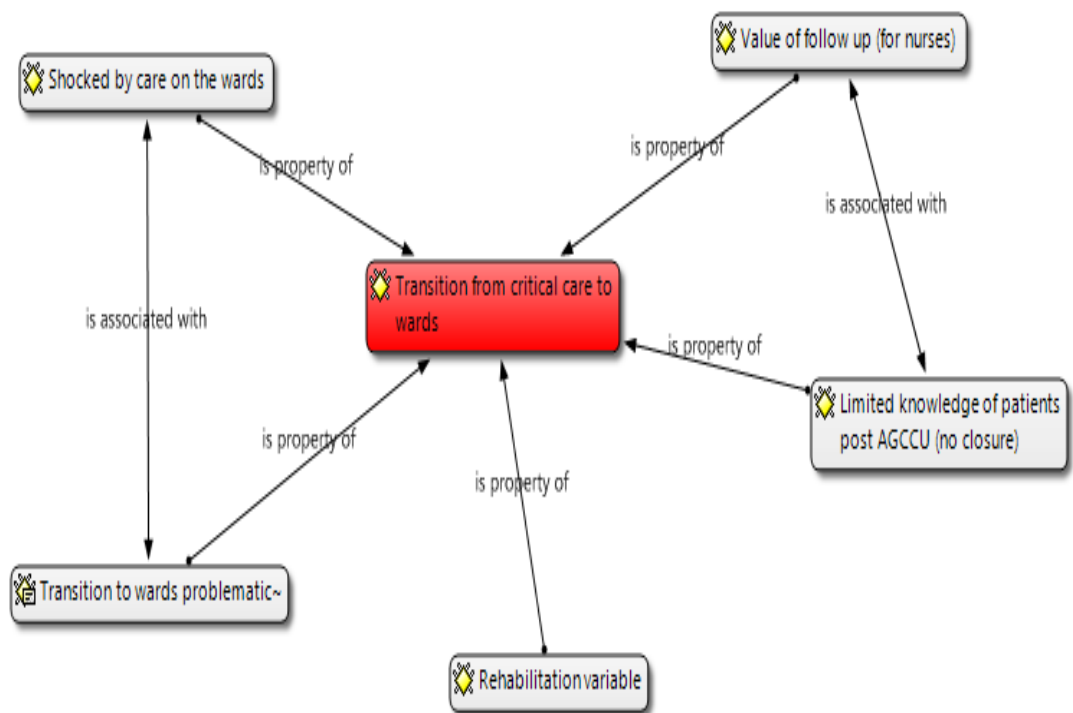 Value of follow up (for nurses)
Shocked by care on the wards
is property of
is property of
is associated with
Transition from critical care to
wards
is associated with
is property of
Limited knowledge of patients
post AGCCU (no closure)
is property of
is property of
Transition to wards problematic~
Rehabilitation variable